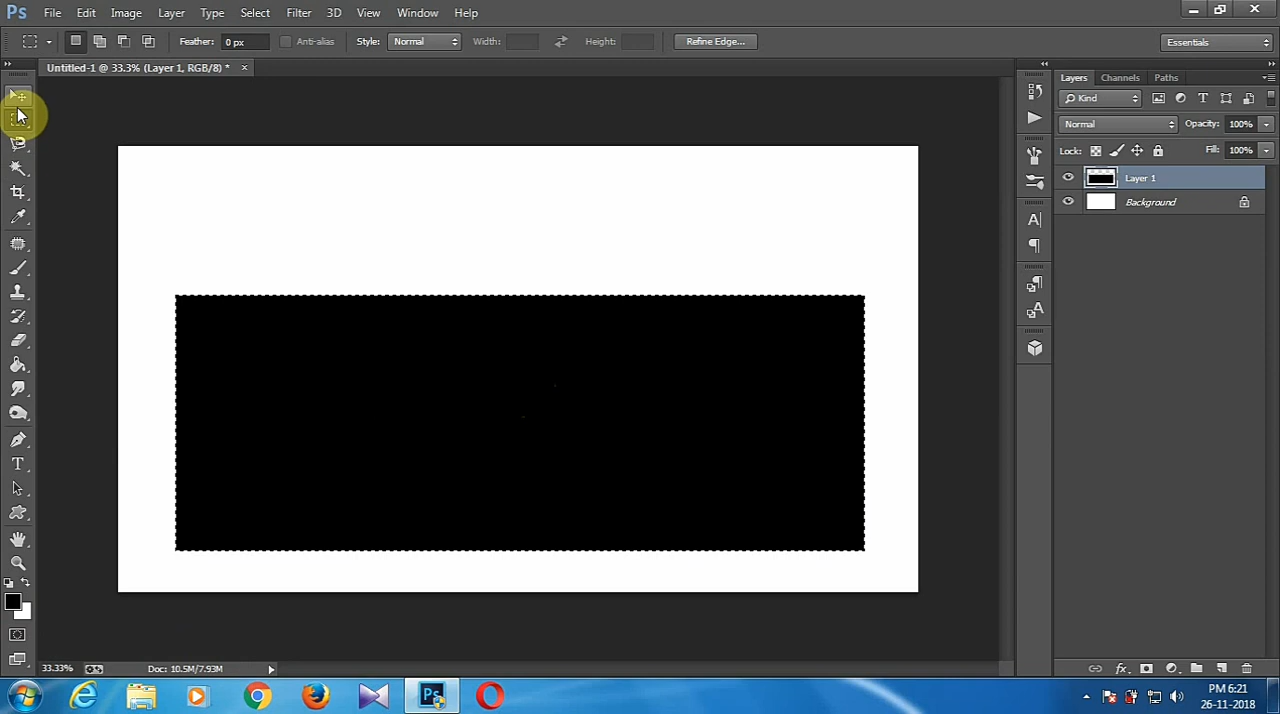 Ps File Edit Image Layer Type Select Filter 3D View Window Help
Feather: 0 px Anti-alias Style: Normal Width: Height: Refine Edge... Essentials
Untitled-1 @ 33.3% (Layer 1, RGB/8) * ×
Layers Channels Paths
Kind
Normal Opacity: 100%
Lock: Fill: 100%
Layer 1
Background
33.33% Doc: 10.5M/7.93M
Ps
PM 6:21
26-11-2018